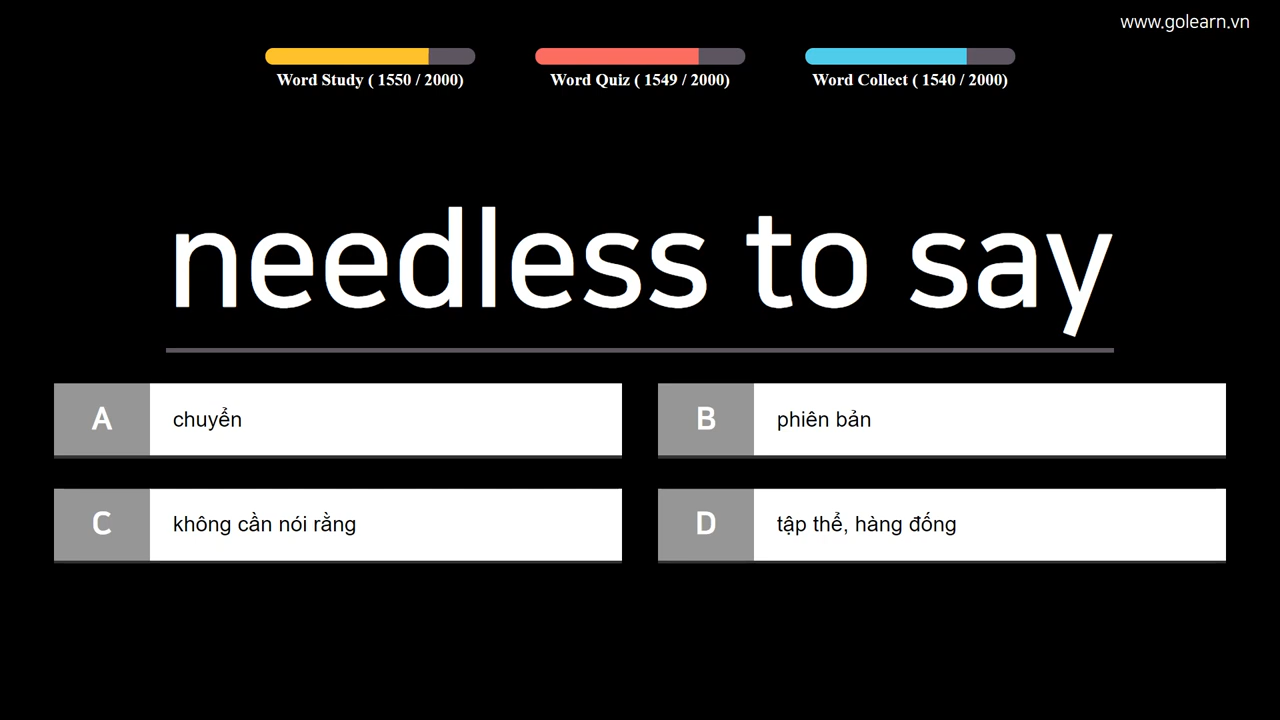 www.golearn.vn
Word Study ( 1550 / 2000)
Word Quiz ( 1549 / 2000)
Word Collect ( 1540 / 2000)
needless to say
A chuyển
B phiên bản
C không cần nói rằng
D tập thể, hàng đống